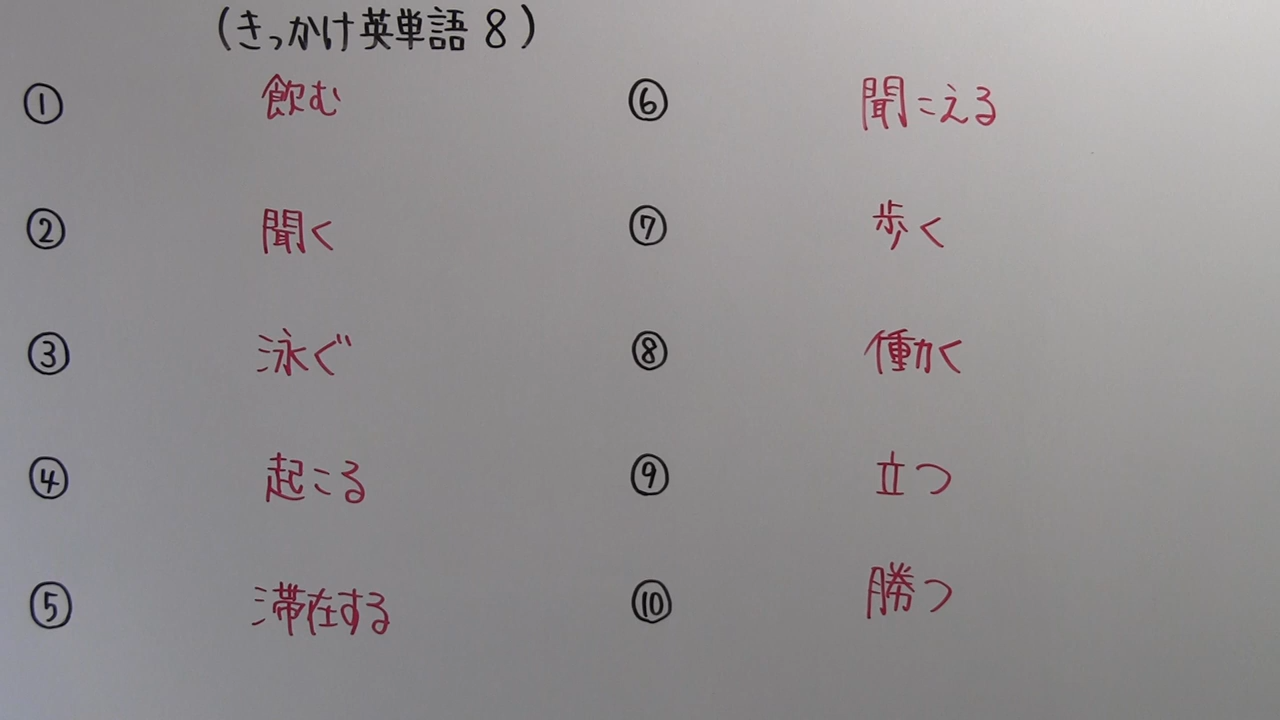 (きっかけ英単語 8)
① 飲む
② 聞く
③ 泳ぐ
④ 起こる
⑤ 滞在する
⑥ 聞こえる
⑦ 歩く
⑧ 働く
⑨ 立つ
⑩ 勝つ